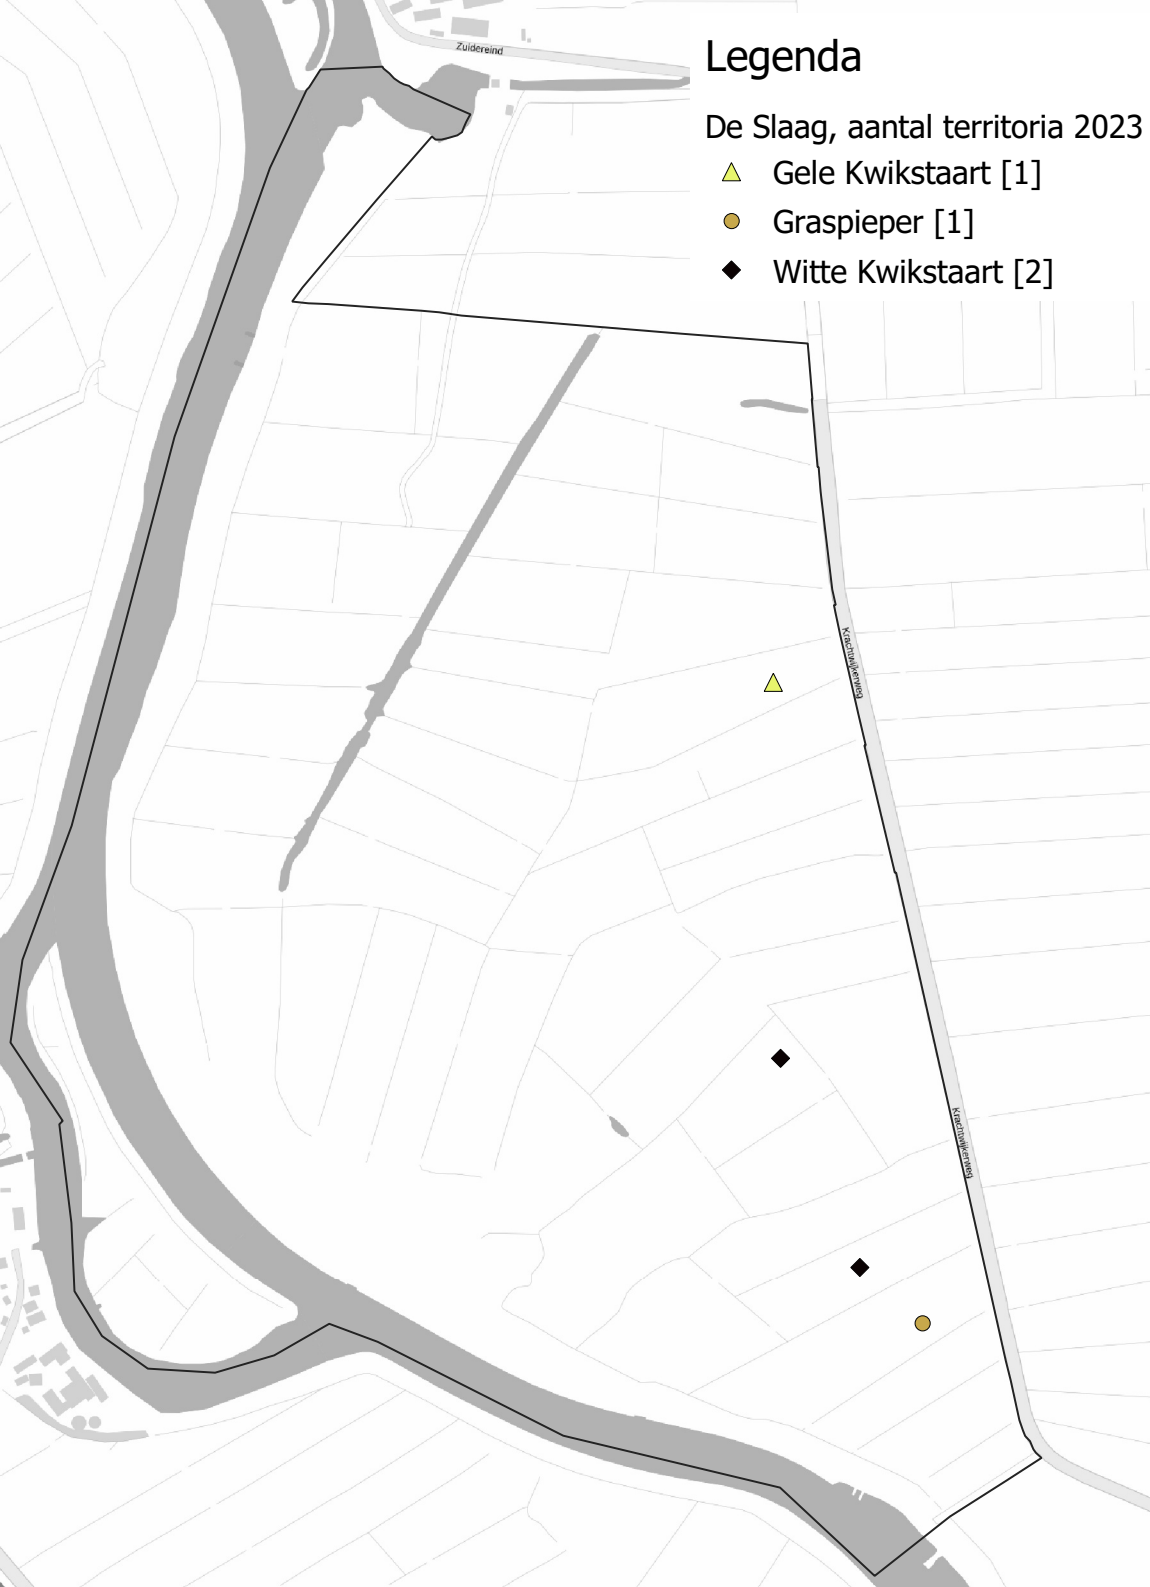 Zuidereind
Legenda
De Slaag, aantal territoria 2023
Gele Kwikstaart [1]
Graspieper [1]
Witte Kwikstaart [2]
Krachtwijkerweg
Krachtwijkerweg